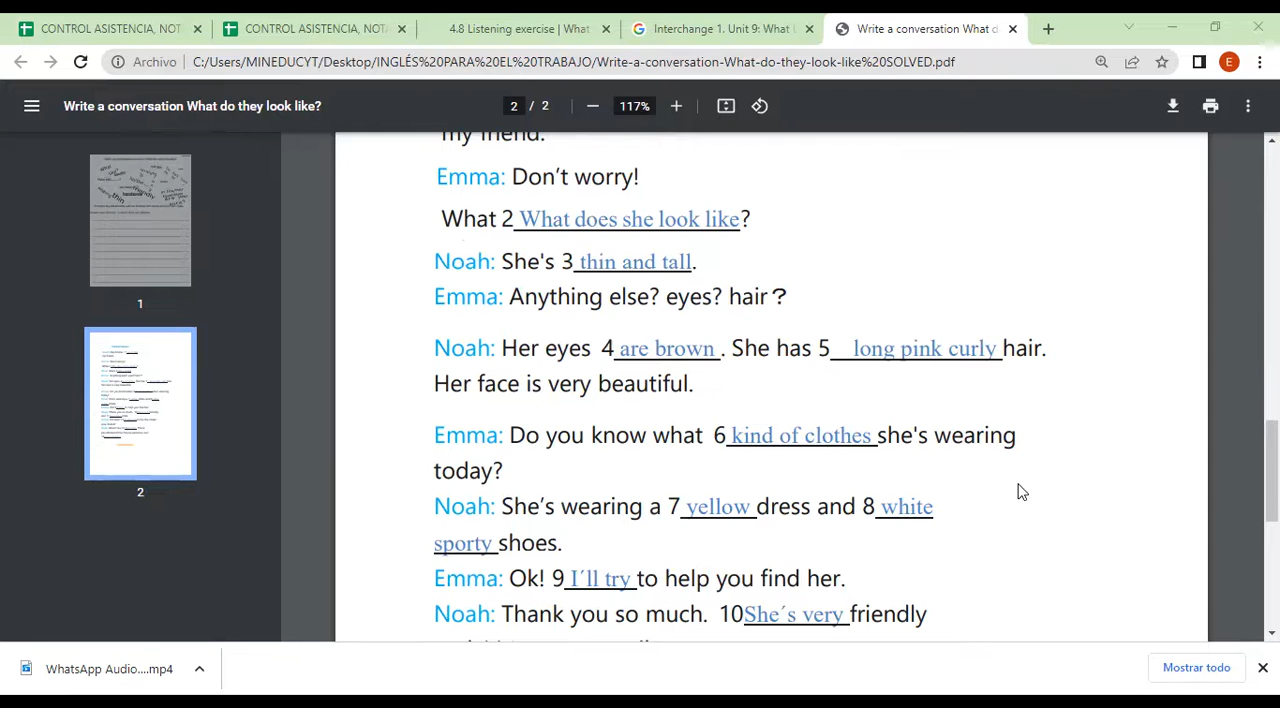 CONTROL ASISTENCIA, NOT
CONTROL ASISTENCIA, NOTA
4.8 Listening exercise | What
Interchange 1. Unit 9: What I
Write a conversation What d
Archivo
C:/Users/MINEDUCYT/Desktop/INGLÉS%20PARA%20EL%20TRABAJO/Write-a-conversation-What-do-they-look-like%20SOLVED.pdf
E
Write a conversation What do they look like?
2 / 2
117%
my friend.
Emma: Don't worry!
What 2 What does she look like?
Noah: She's 3 thin and tall.
Emma: Anything else? eyes? hair?
Noah: Her eyes 4 are brown . She has 5 long pink curly hair.
Her face is very beautiful.
Emma: Do you know what 6 kind of clothes she's wearing
today?
Noah: She's wearing a 7 yellow dress and 8 white
sporty shoes.
Emma: Ok! 9 I´ll try to help you find her.
Noah: Thank you so much. 10 She´s very friendly
1
2
WhatsApp Audio....mp4
Mostrar todo